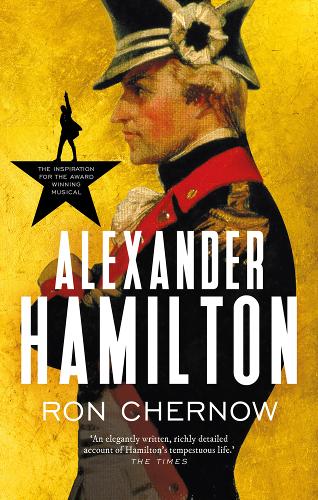 THE INSPIRATION
FOR THE AWARD
WINNING
MUSICAL
ALEXANDER
HAMILTON
RON CHERNOW
‘An elegantly written, richly detailed
account of Hamilton’s tempestuous life.’
THE TIMES